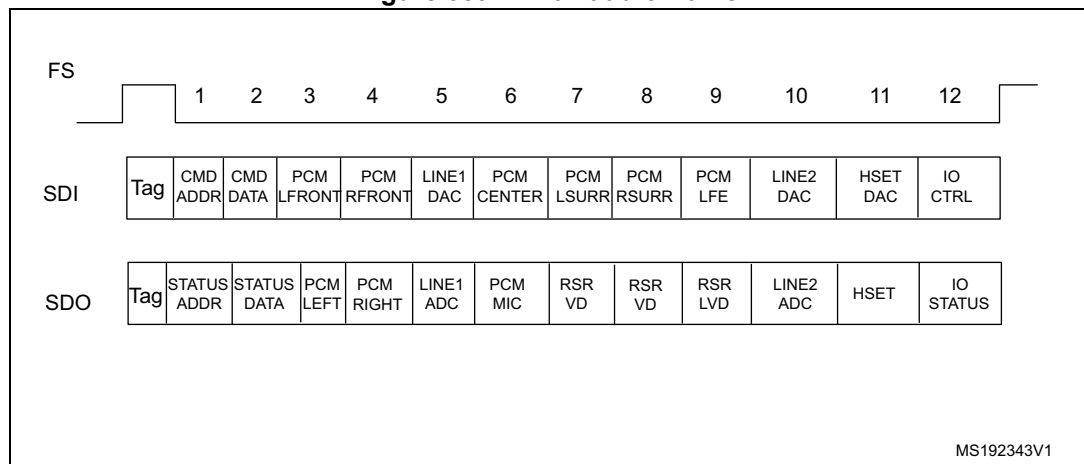 FS
1 2 3 4 5 6 7 8 9 10 11 12
SDI
Tag
CMD ADDR
CMD DATA
PCM LFRONT
PCM RFRONT
LINE1 DAC
PCM CENTER
PCM LSURR
PCM RSURR
PCM LFE
LINE2 DAC
HSET DAC
IO CTRL
SDO
Tag
STATUS ADDR
STATUS DATA
PCM LEFT
PCM RIGHT
LINE1 ADC
PCM MIC
RSR VD
RSR VD
RSR LVD
LINE2 ADC
HSET
IO STATUS
MS192343V1